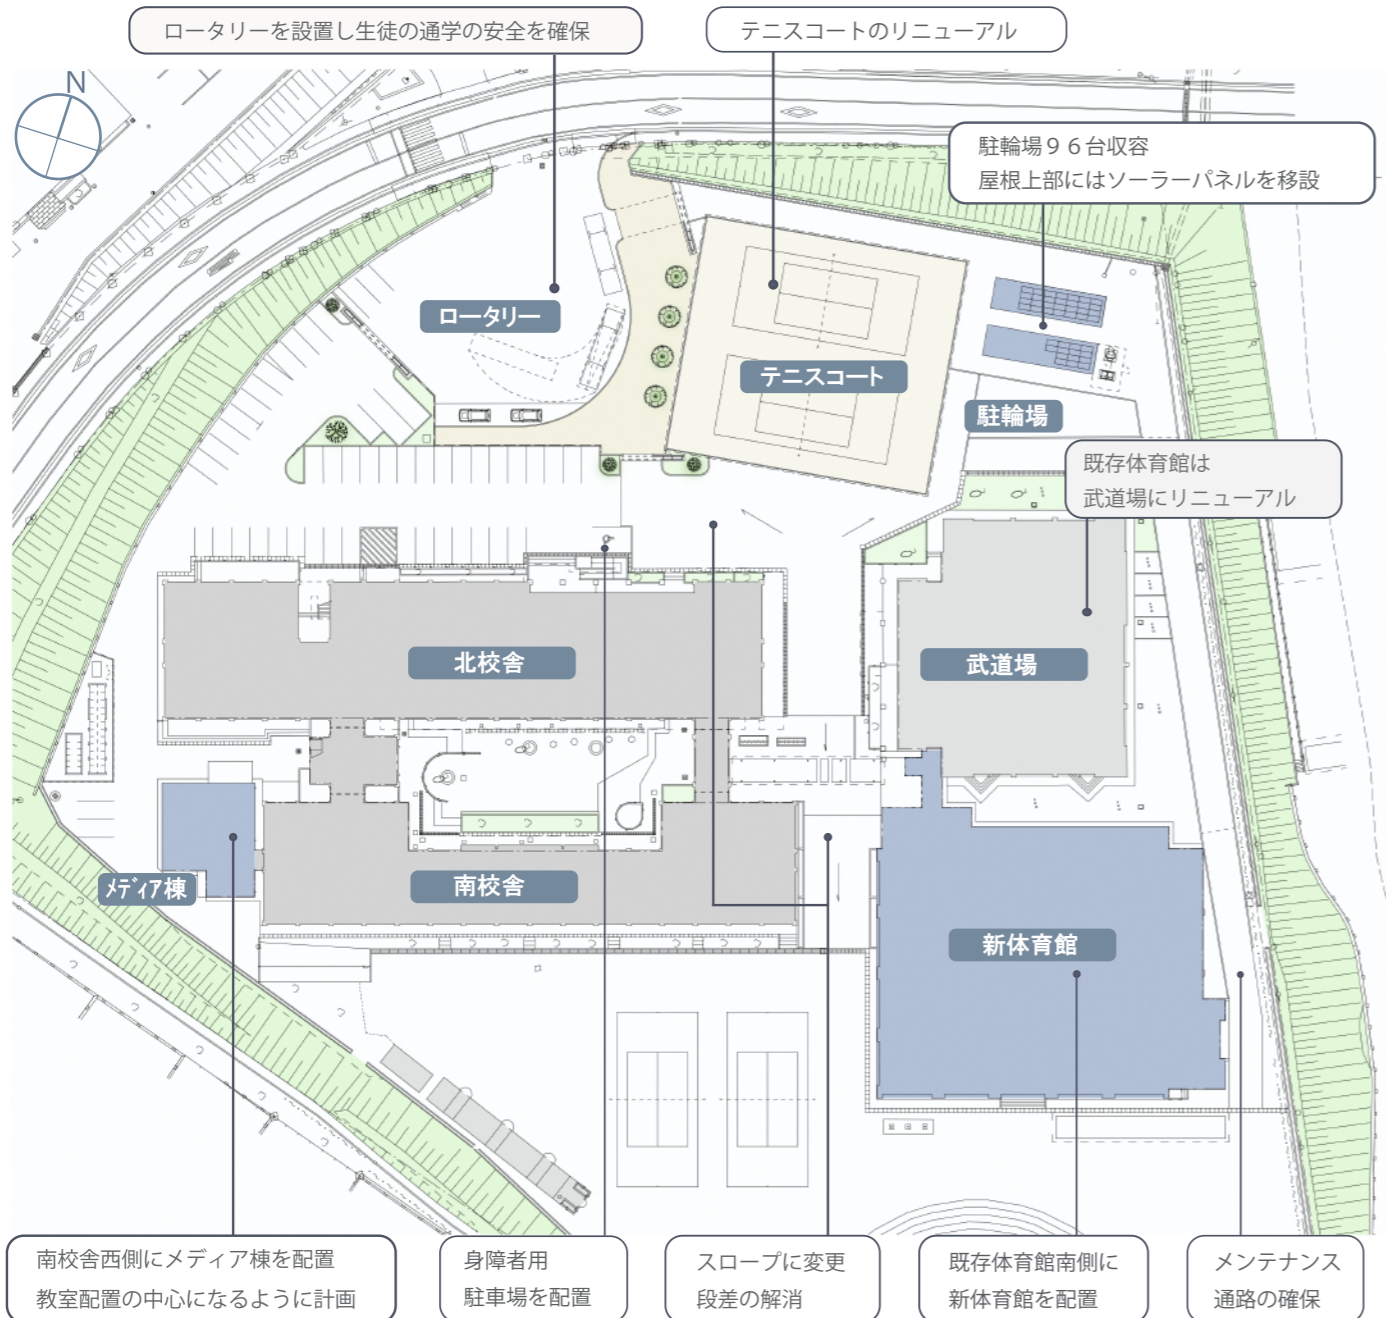 ロータリーを設置し生徒の通学の安全を確保
テニスコートのリニューアル
N
駐輪場９６台収容
屋根上部にはソーラーパネルを移設
ロータリー
テニスコート
駐輪場
既存体育館は
武道場にリニューアル
北校舎
武道場
メディア棟
南校舎
新体育館
南校舎西側にメディア棟を配置
教室配置の中心になるように計画
身障者用
駐車場を配置
スロープに変更
段差の解消
既存体育館南側に
新体育館を配置
メンテナンス
通路の確保